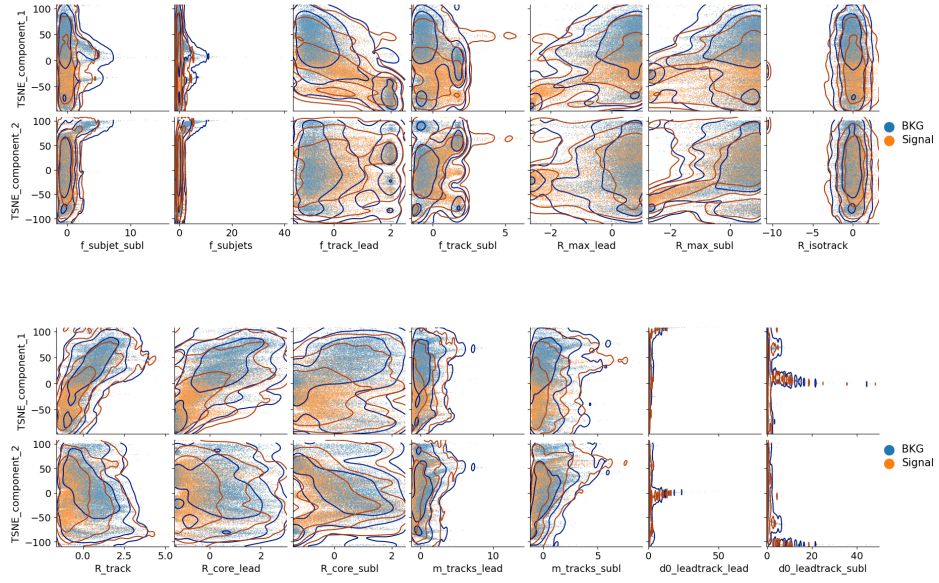 TSNE_component_1
100
50
0
−50
TSNE_component_2
100
50
0
−50
−100
0 10
0 20 40
0 2
0 5
−2 0
−2 0
−10 −5 0
f_subjet_subl f_subjets f_track_lead f_track_subl R_max_lead R_max_subl R_isotrack
BKG
Signal
TSNE_component_1
100
50
0
−50
TSNE_component_2
100
50
0
−50
−100
0.0 2.5 5.0
0 2
0 2
0 10
0 5
0 50
0 20 40
R_track R_core_lead R_core_subl m_tracks_lead m_tracks_subl d0_leadtrack_lead d0_leadtrack_subl
BKG
Signal